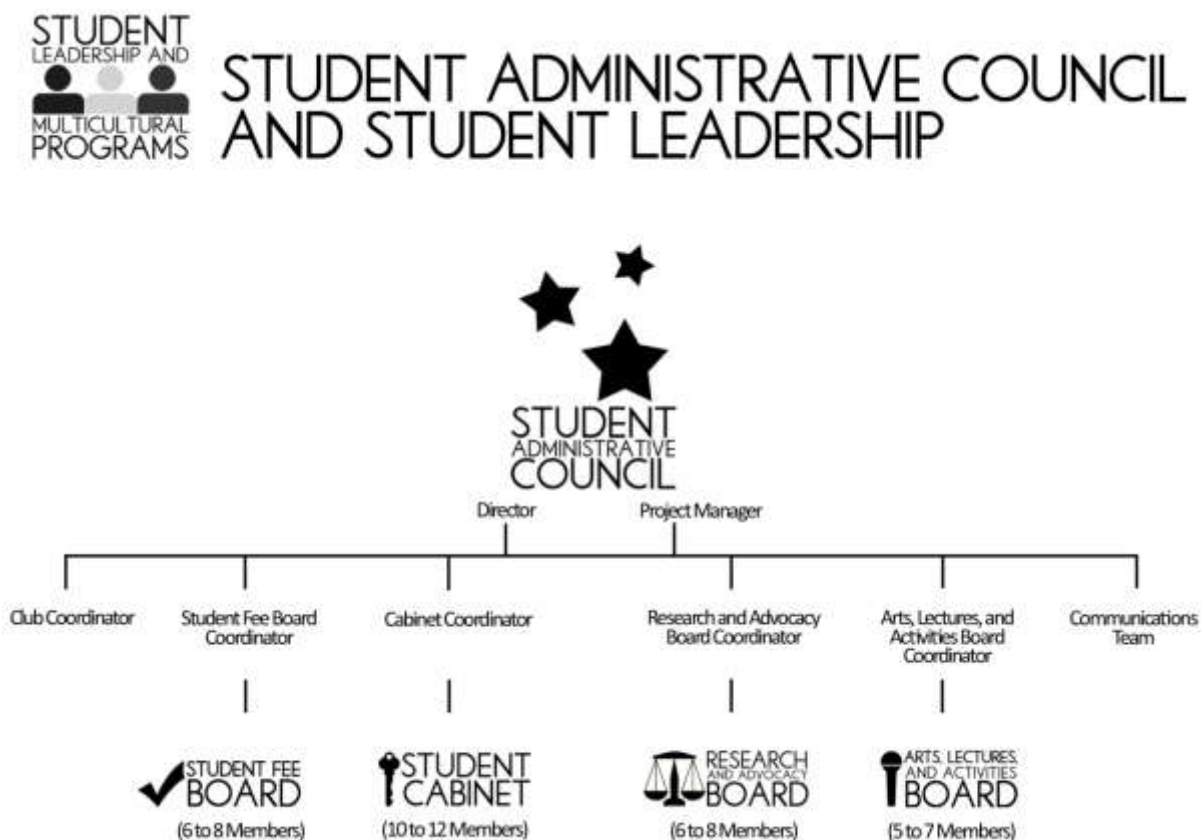 STUDENT
LEADERSHIP AND
MULTICULTURAL
PROGRAMS
STUDENT ADMINISTRATIVE COUNCIL
AND STUDENT LEADERSHIP
STUDENT
ADMINISTRATIVE
COUNCIL
Director
Project Manager
Club Coordinator
Student Fee Board
Coordinator
Cabinet Coordinator
Research and Advocacy
Board Coordinator
Arts, Lectures, and
Activities Board
Coordinator
Communications
Team
STUDENT FEE
BOARD
(6 to 8 Members)
STUDENT
CABINET
(10 to 12 Members)
RESEARCH
AND ADVOCACY
BOARD
(6 to 8 Members)
ARTS, LECTURES,
AND ACTIVITIES
BOARD
(5 to 7 Members)